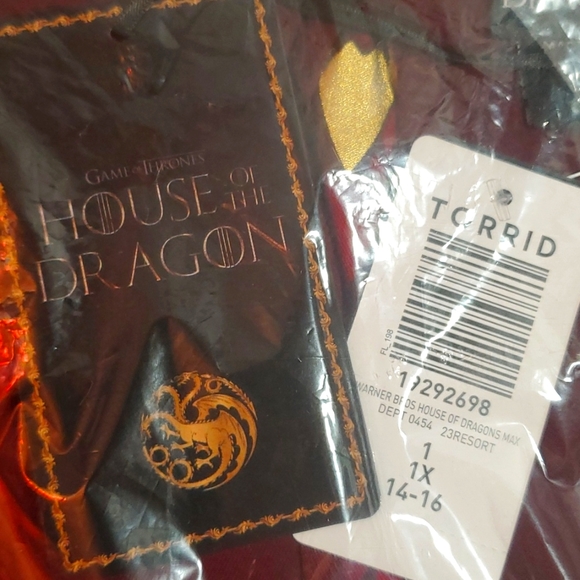 GAME OF THRONES
HOUSE OF
THE
DRAGON
TORRID
FL_198
19292698
WARNER BROS HOUSE OF DRAGONS MAX
DEPT 0454 23RESORT
1
1X
14-16